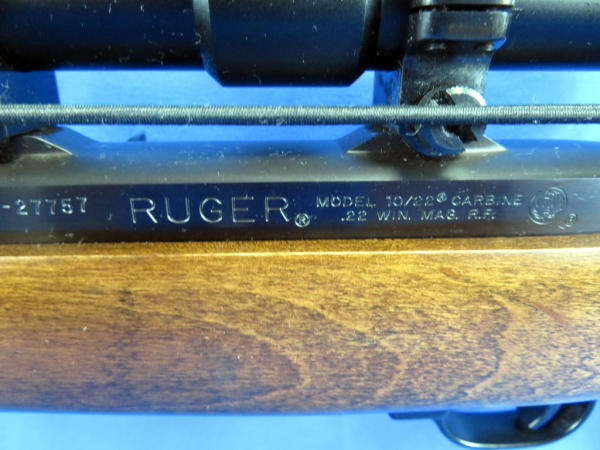 -27757
RUGER®
MODEL 10/22® CARBINE
.22 WIN. MAG. R.F.
®